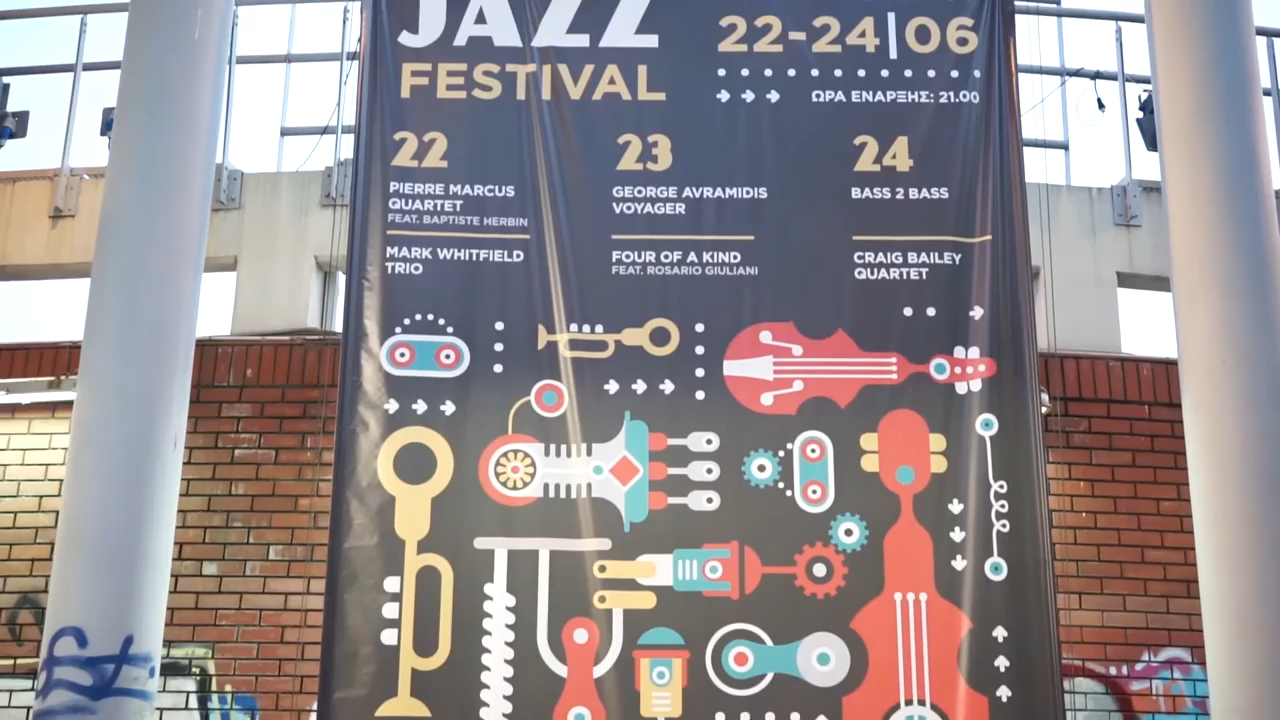 JAZZ
FESTIVAL
22-24|06
ΩΡΑ ΕΝΑΡΞΗΣ: 21.00
22
PIERRE MARCUS
QUARTET
FEAT. BAPTISTE HERBIN
MARK WHITFIELD
TRIO
23
GEORGE AVRAMIDIS
VOYAGER
FOUR OF A KIND
FEAT. ROSARIO GIULIANI
24
BASS 2 BASS
CRAIG BAILEY
QUARTET